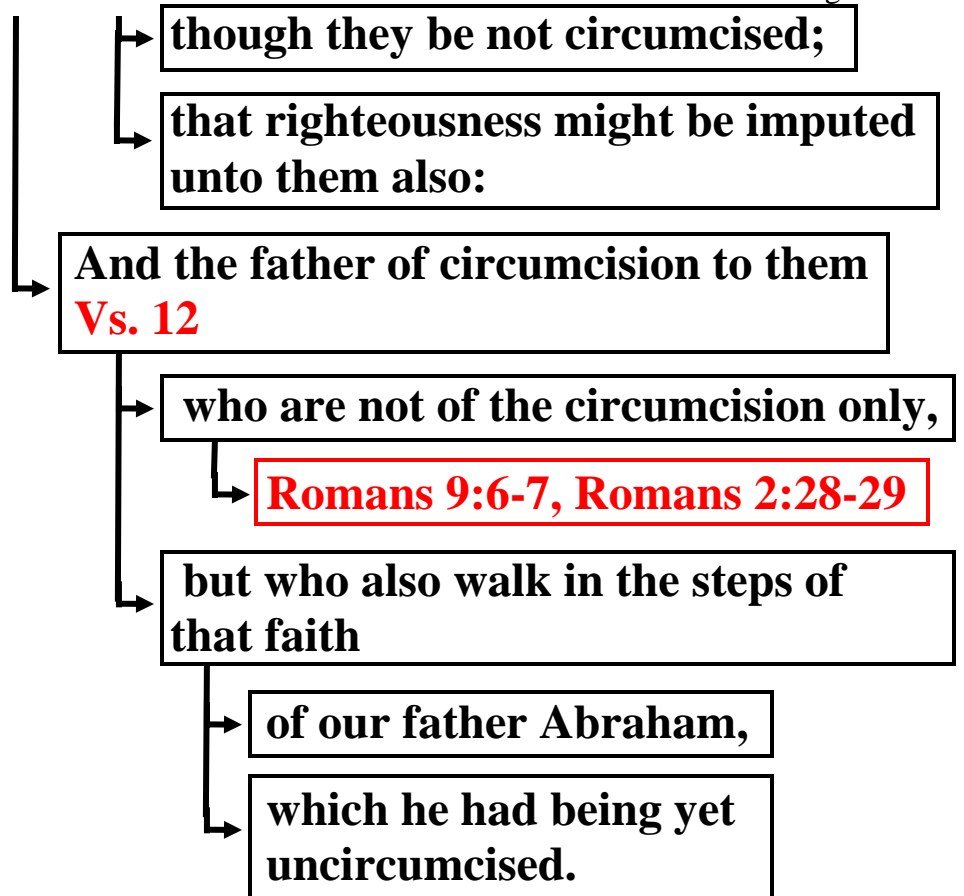 though they be not circumcised;
that righteousness might be imputed
unto them also:
And the father of circumcision to them
Vs. 12
who are not of the circumcision only,
Romans 9:6-7, Romans 2:28-29
but who also walk in the steps of
that faith
of our father Abraham,
which he had being yet
uncircumcised.